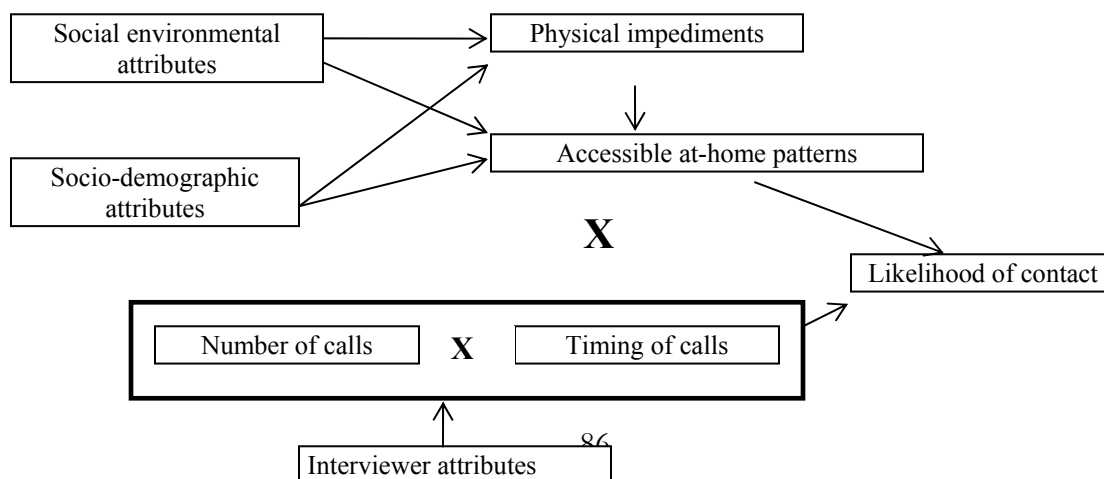 Social environmental
attributes
Physical impediments
Accessible at-home patterns
Socio-demographic
attributes
X
Likelihood of contact
Number of calls
X
Timing of calls
86
Interviewer attributes